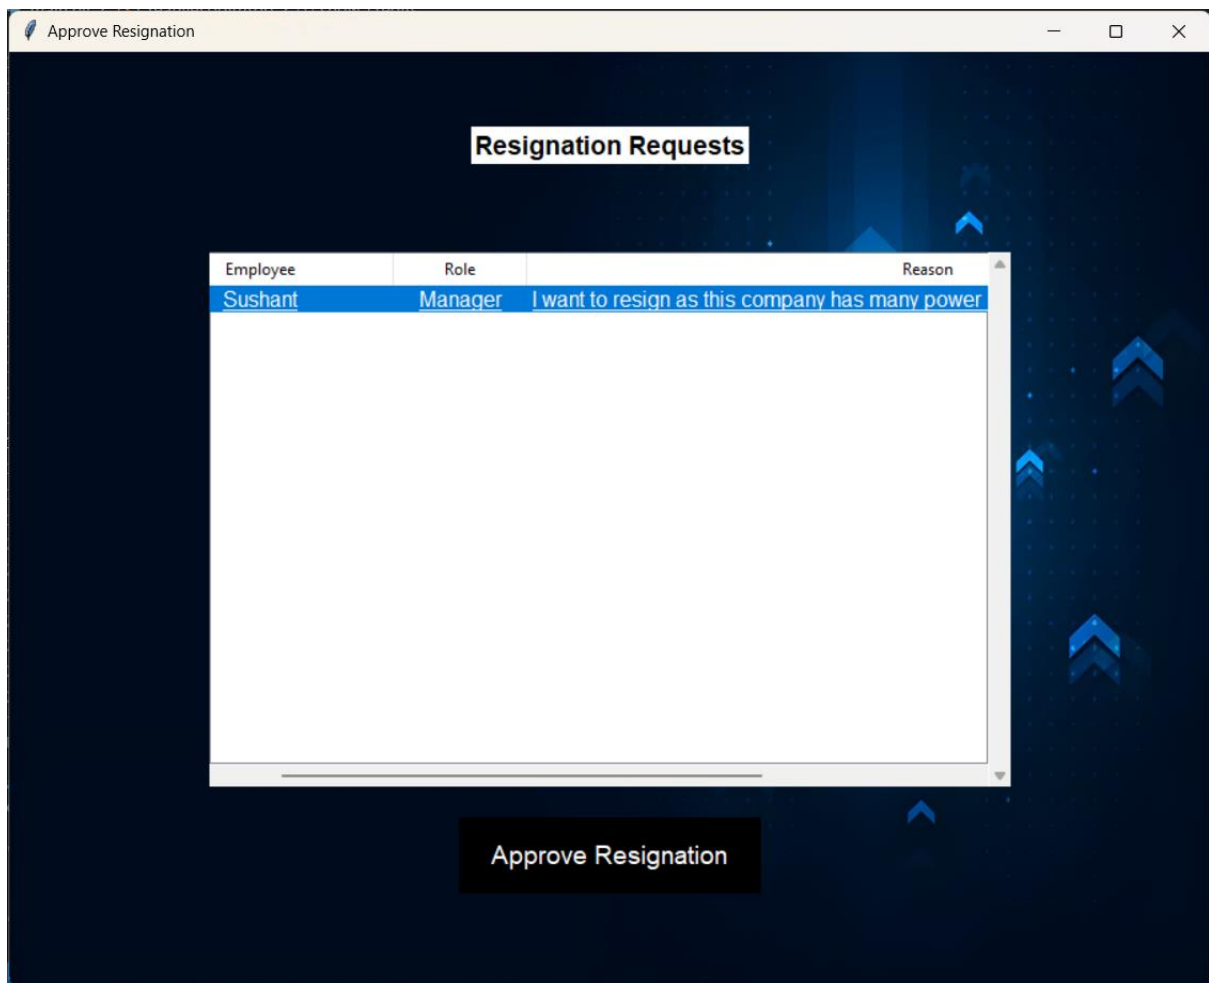 Approve Resignation
Resignation Requests
Employee Role Reason
Sushant Manager I want to resign as this company has many power
Approve Resignation